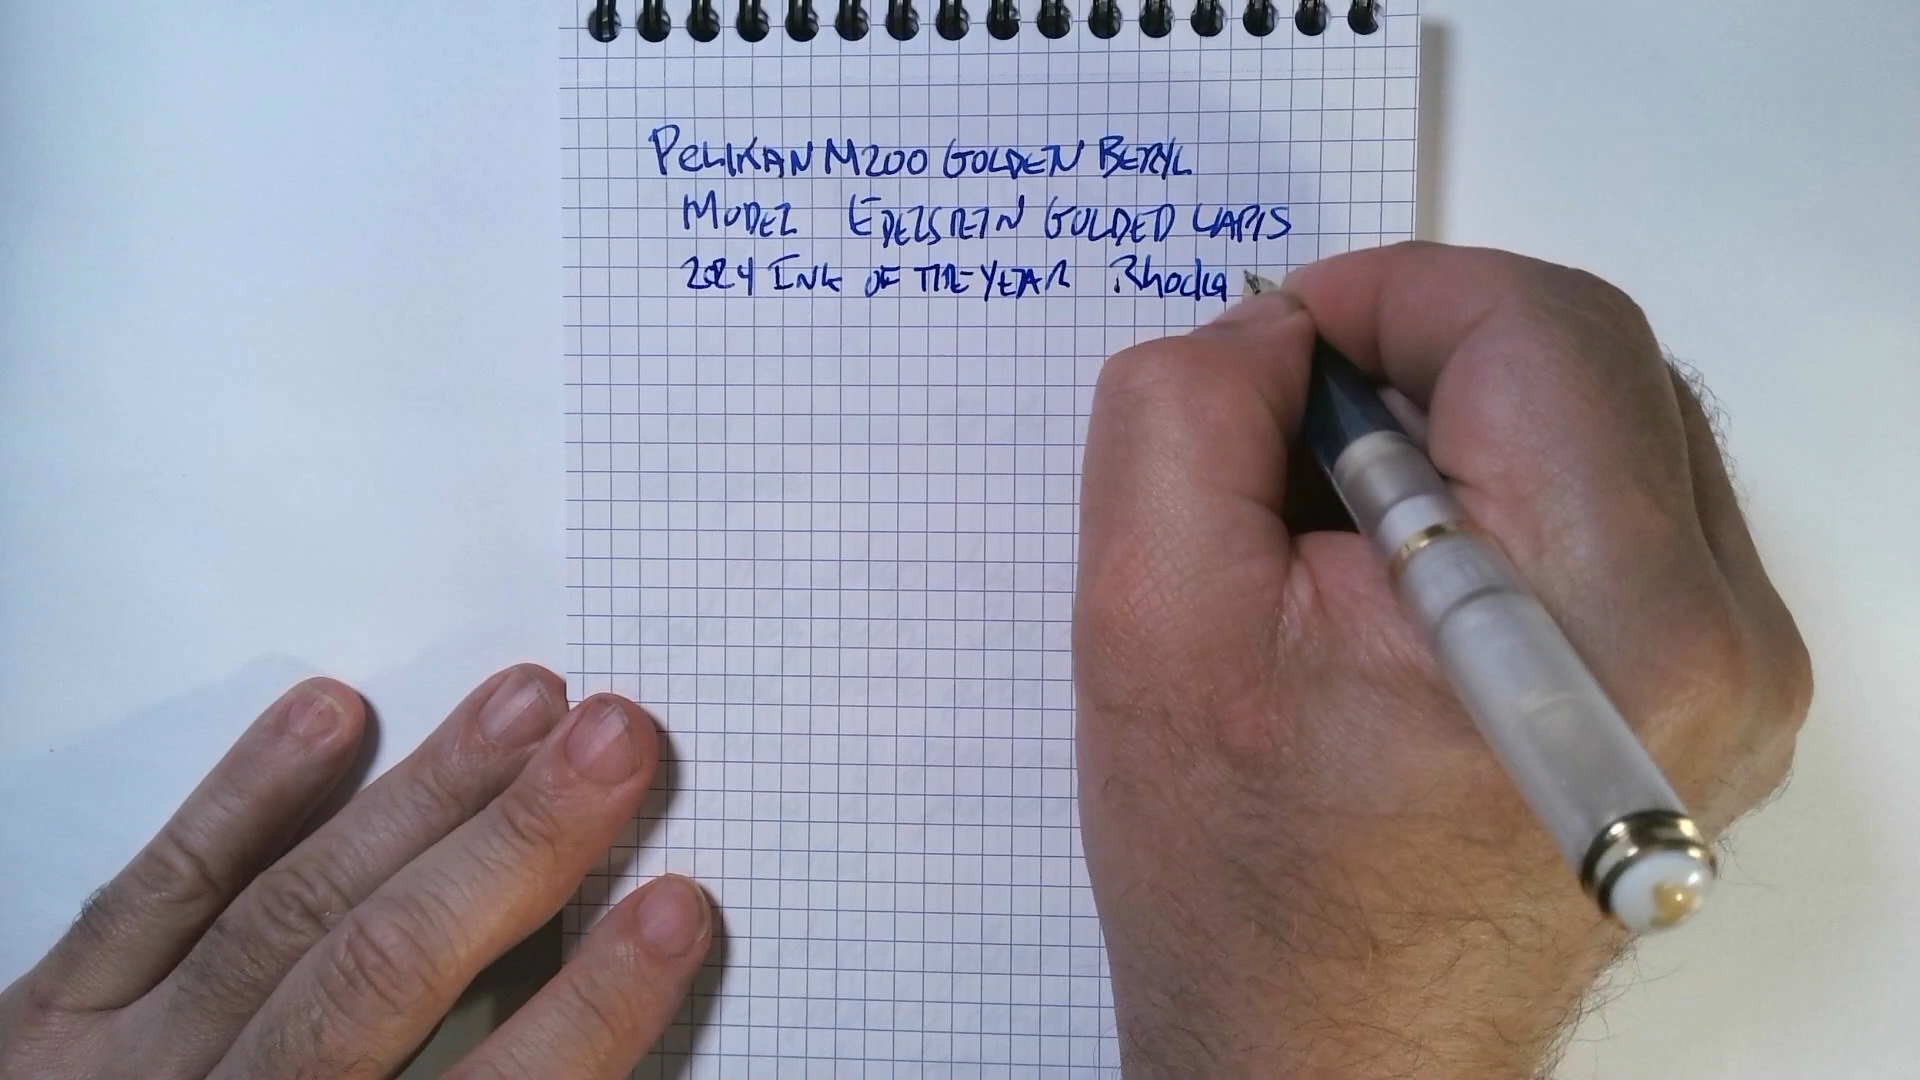 PELIKAN M200 GOLDEN BERYL
MODEL EDELSTEIN GOLDED LAPIS
2024 INK OF THE YEAR Rhodia